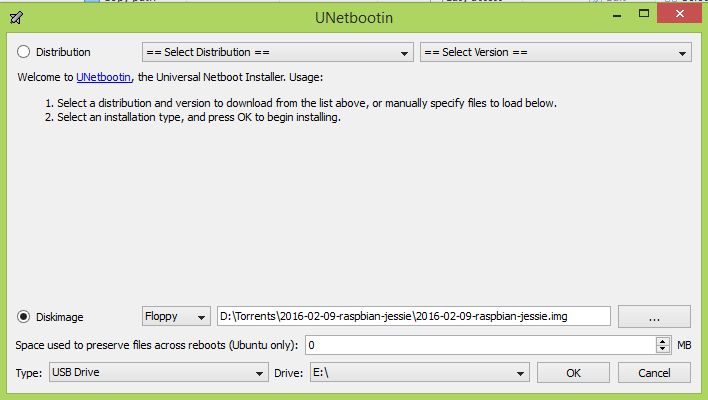 UNetbootin
Distribution == Select Distribution == == Select Version ==
Welcome to UNetbootin, the Universal Netboot Installer. Usage:
1. Select a distribution and version to download from the list above, or manually specify files to load below.
2. Select an installation type, and press OK to begin installing.
Diskimage Floppy D:\Torrents\2016-02-09-raspbian-jessie\2016-02-09-raspbian-jessie.img ...
Space used to preserve files across reboots (Ubuntu only): 0 MB
Type: USB Drive Drive: E:\ OK Cancel